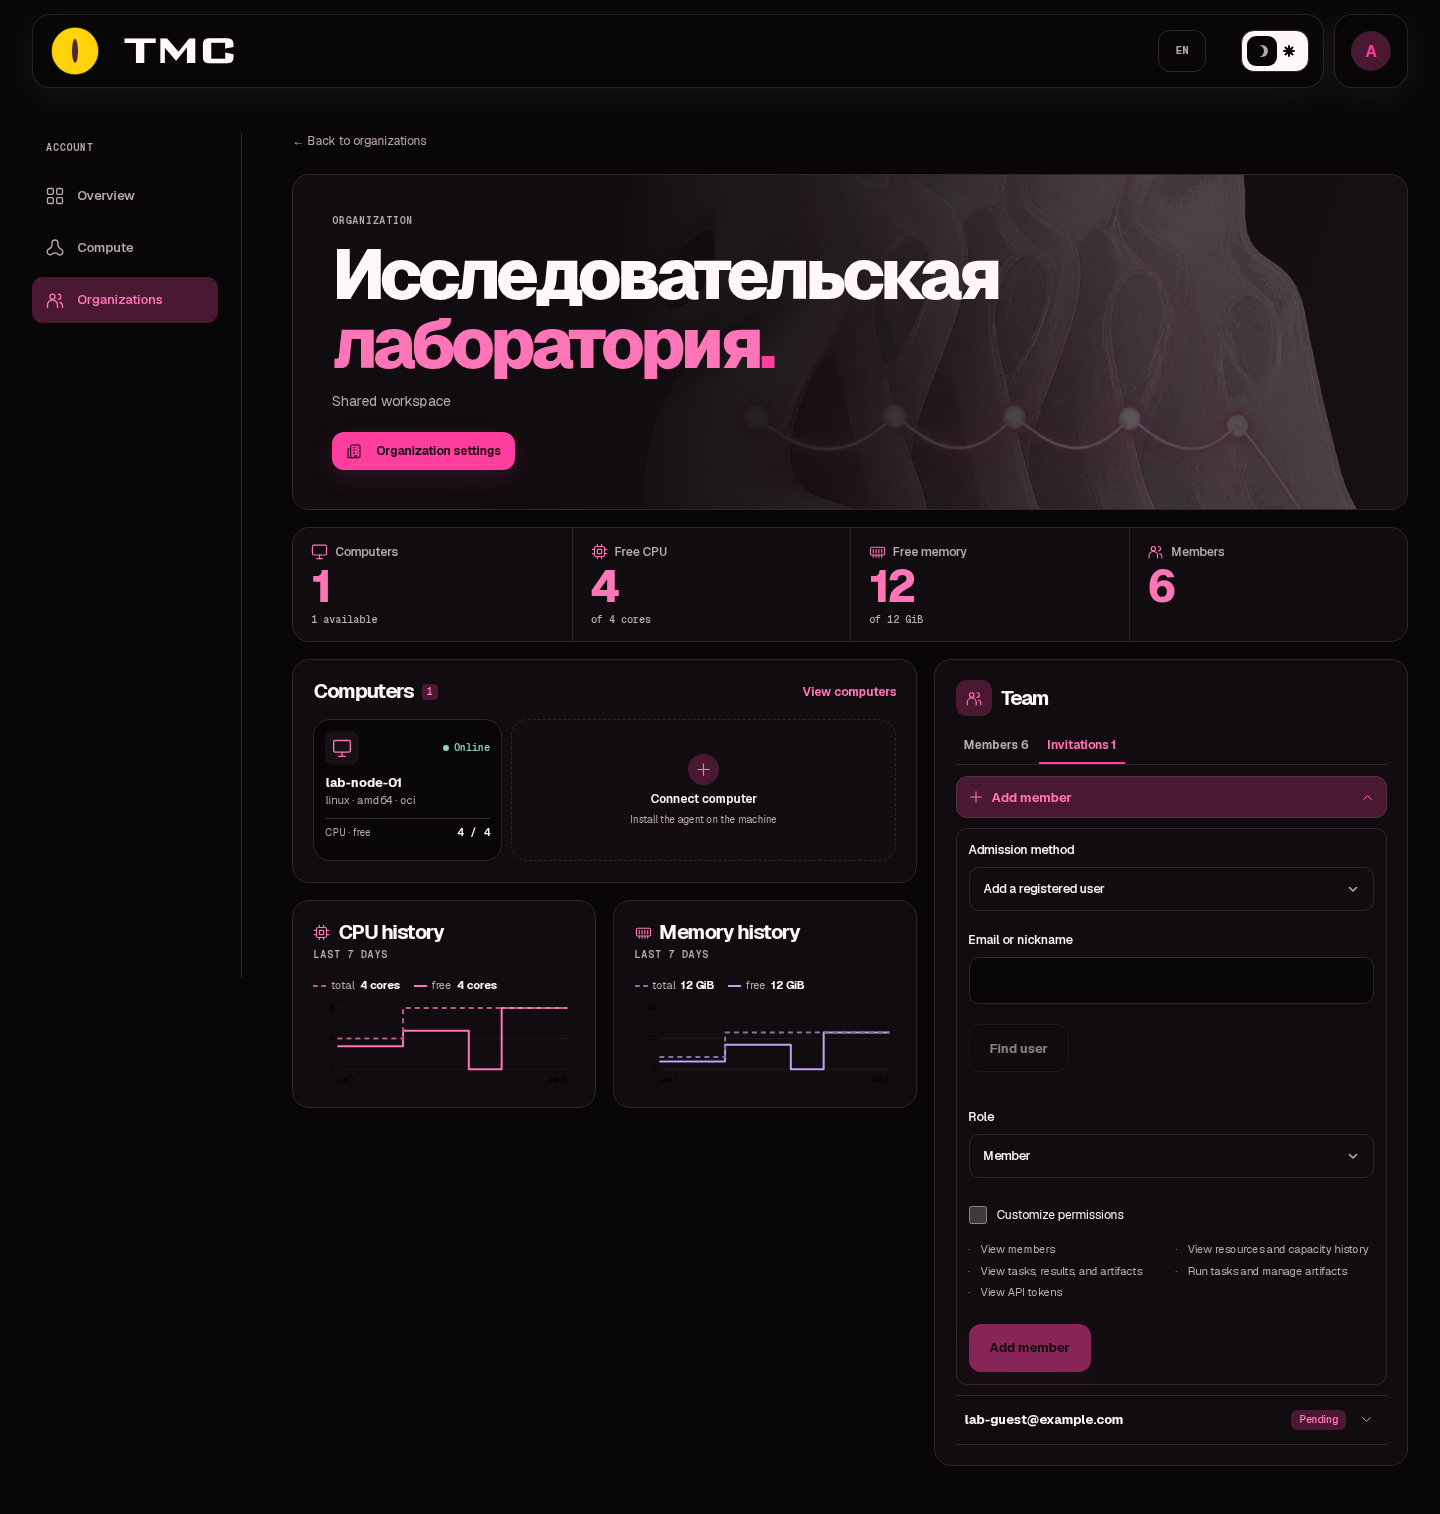 TMC
EN
A
ACCOUNT
Overview
Compute
Organizations
← Back to organizations
ORGANIZATION
Исследовательская
лаборатория.
Shared workspace
Organization settings
Computers
1
1 available
Free CPU
4
of 4 cores
Free memory
12
of 12 GiB
Members
6
Computers 1
View computers
Online
lab-node-01
linux · amd64 · oci
CPU · free 4 / 4
Connect computer
Install the agent on the machine
CPU history
LAST 7 DAYS
total 4 cores free 4 cores
Memory history
LAST 7 DAYS
total 12 GiB free 12 GiB
Team
Members 6 Invitations 1
Add member
Admission method
Add a registered user
Email or nickname
Find user
Role
Member
Customize permissions
· View members
· View resources and capacity history
· View tasks, results, and artifacts
· Run tasks and manage artifacts
· View API tokens
Add member
lab-guest@example.com Pending